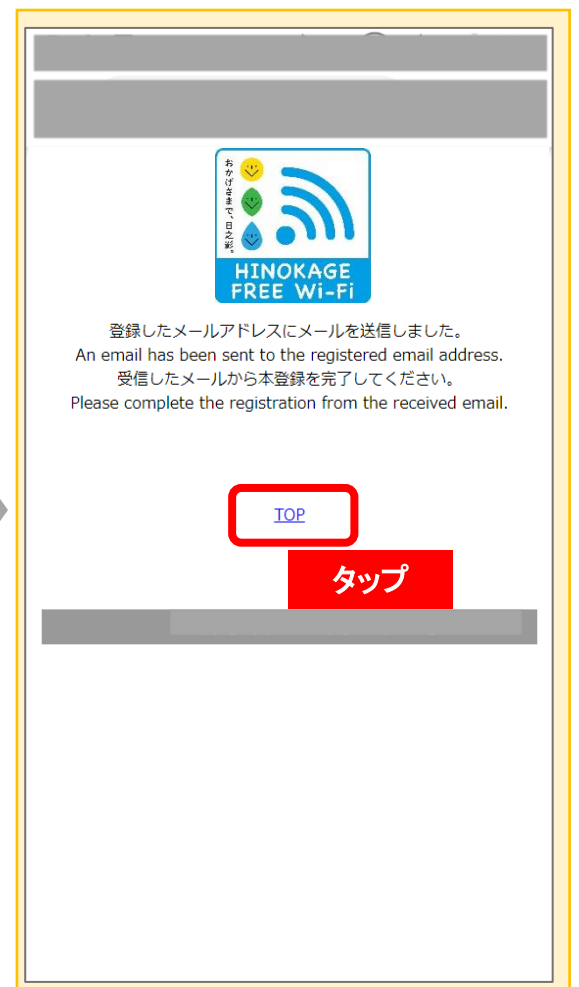 おかげさまで、日之影。
HINOKAGE
FREE Wi-Fi
登録したメールアドレスにメールを送信しました。
An email has been sent to the registered email address.
受信したメールから本登録を完了してください。
Please complete the registration from the received email.
TOP
タップ